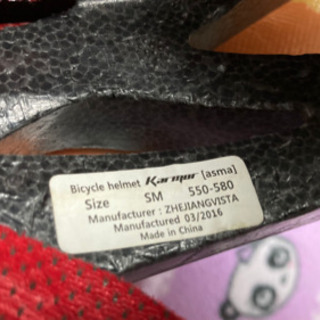 Bicycle helmet Karmor [asma]
Size SM 550-580
Manufacturer : ZHEJIANGVISTA
Manufactured 03/2016
Made in China